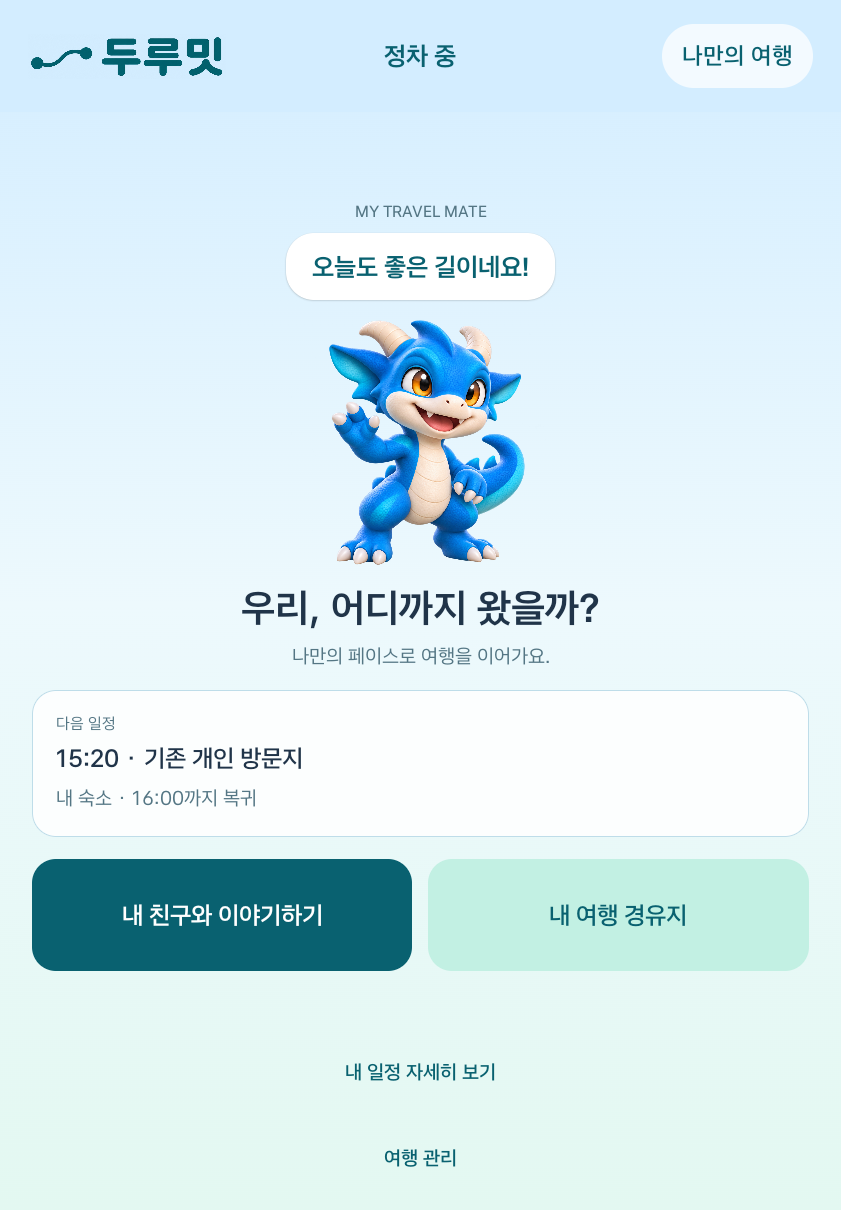 두루밋
정차 중
나만의 여행
MY TRAVEL MATE
오늘도 좋은 길이네요!
우리, 어디까지 왔을까?
나만의 페이스로 여행을 이어가요.
다음 일정
15:20 · 기존 개인 방문지
내 숙소 · 16:00까지 복귀
내 친구와 이야기하기
내 여행 경유지
내 일정 자세히 보기
여행 관리